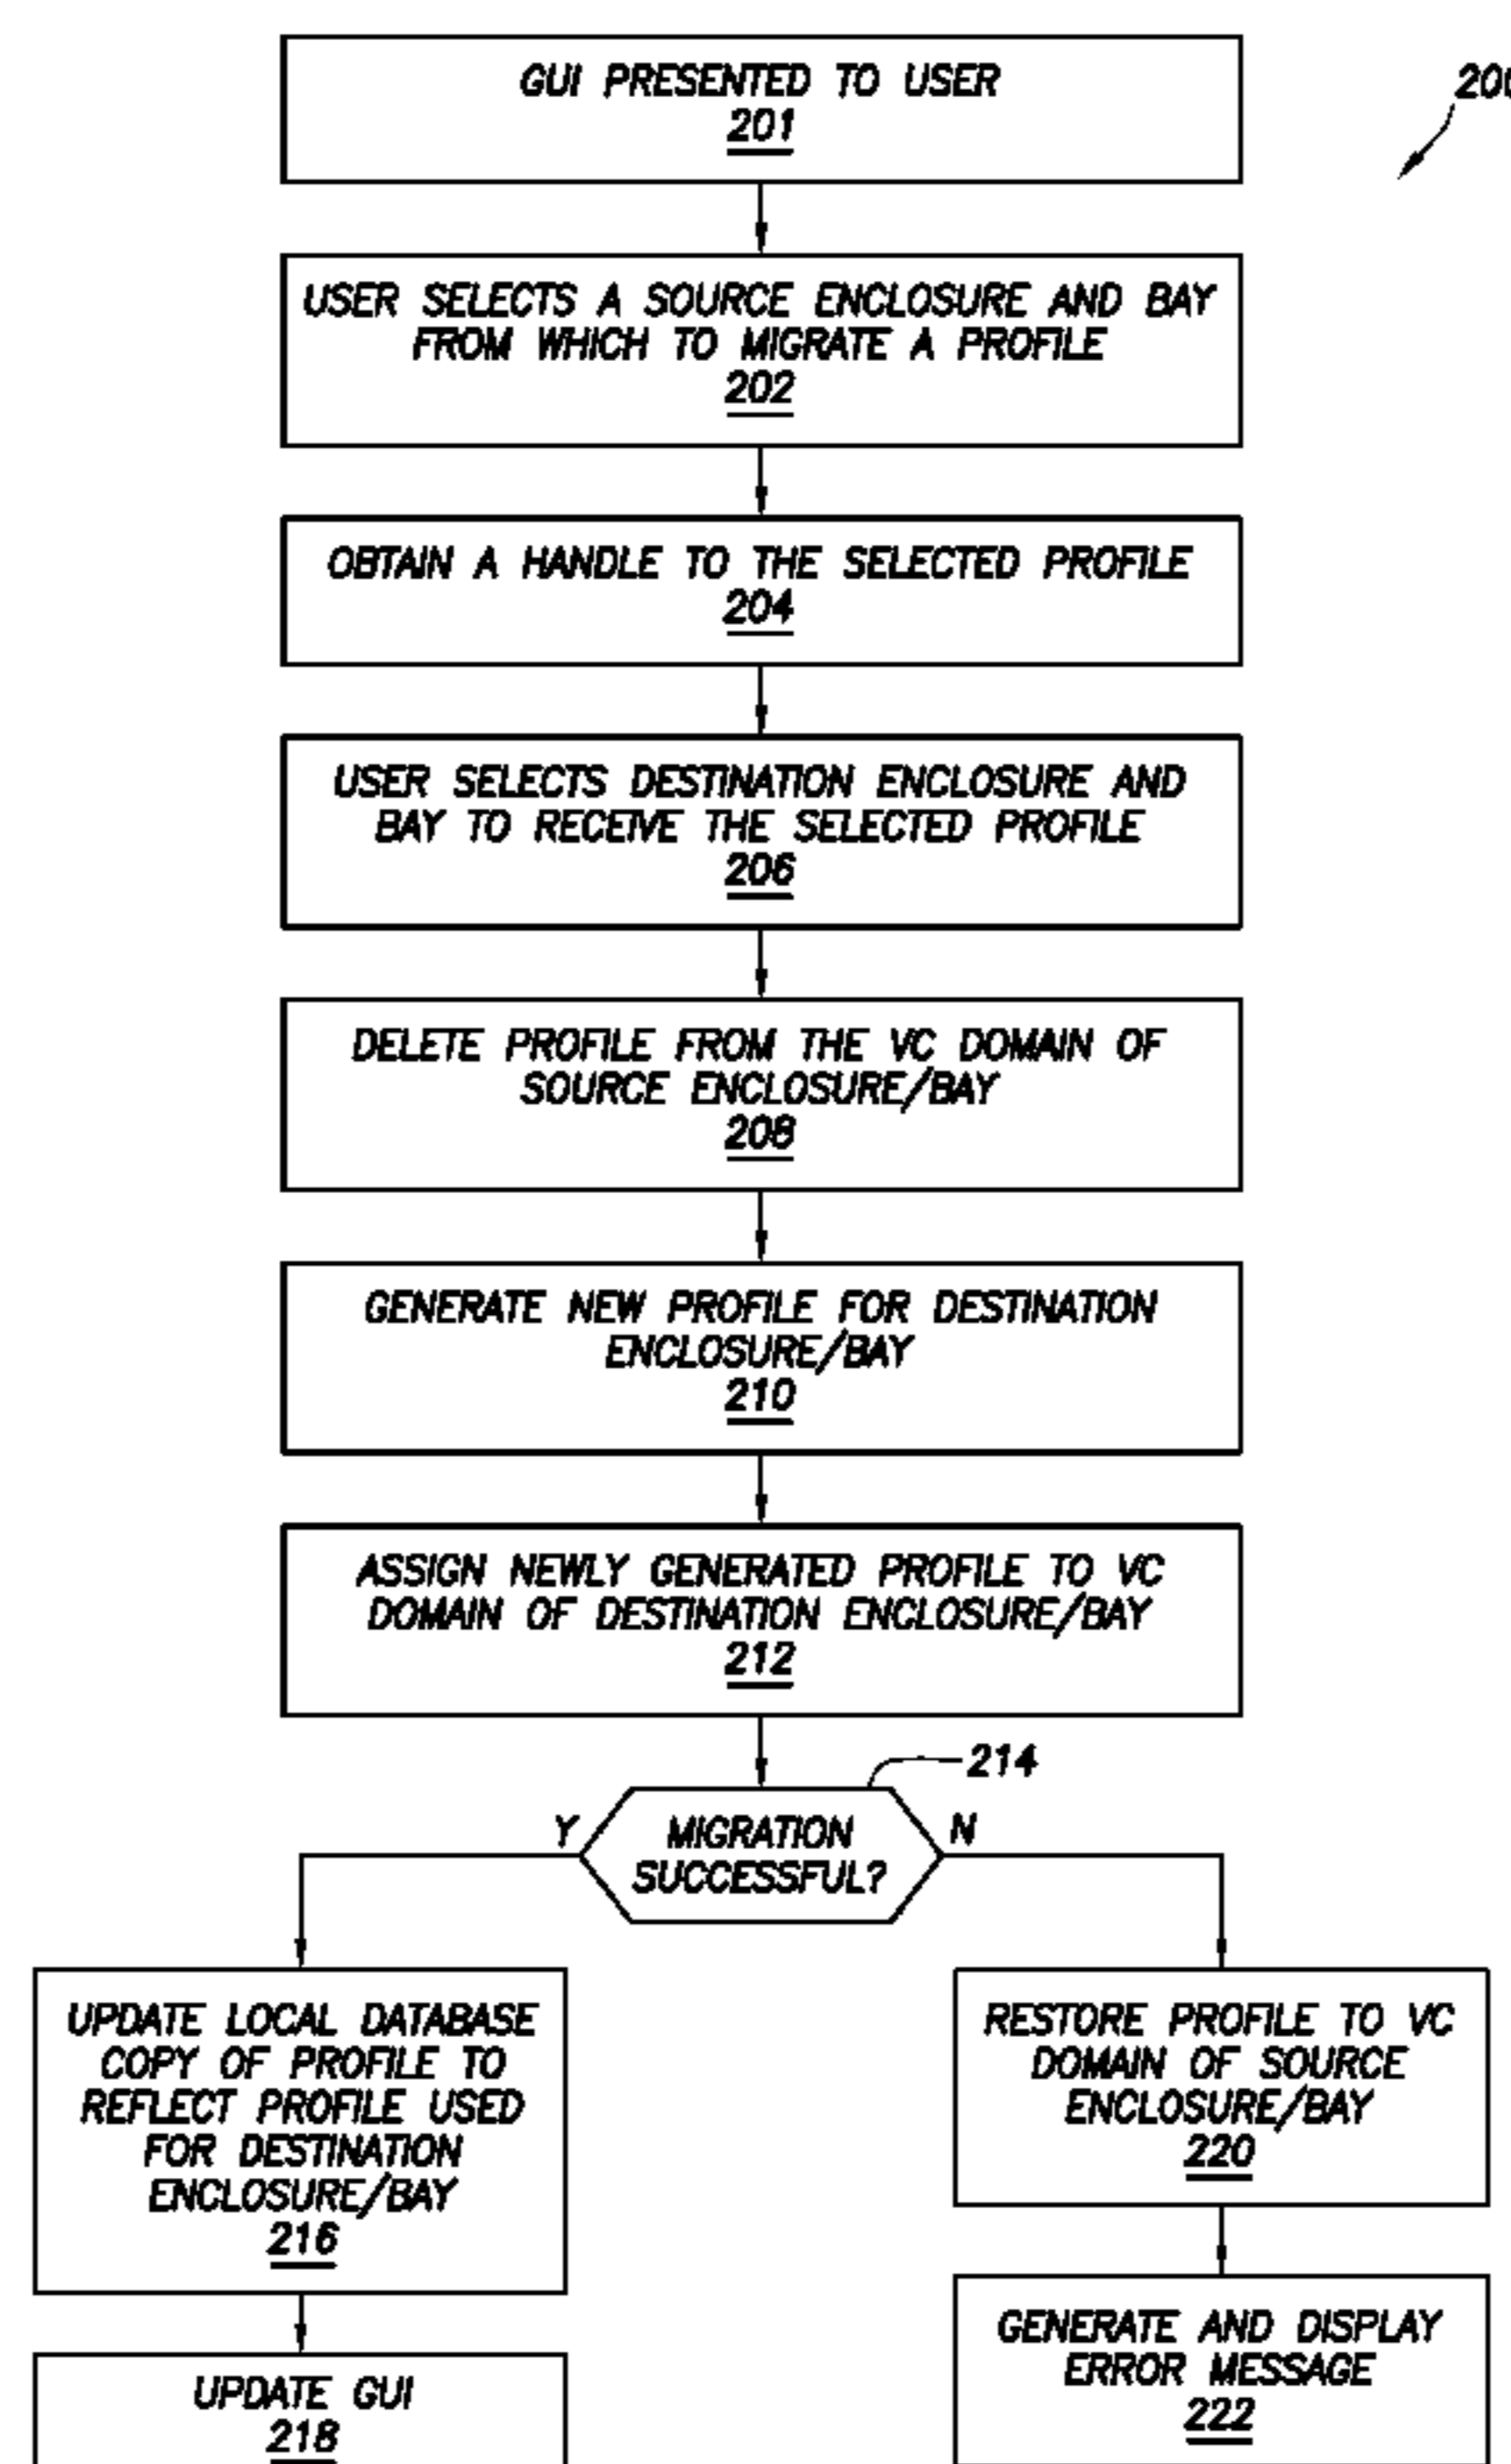 GUI PRESENTED TO USER
201
200
USER SELECTS A SOURCE ENCLOSURE AND BAY
FROM WHICH TO MIGRATE A PROFILE
202
OBTAIN A HANDLE TO THE SELECTED PROFILE
204
USER SELECTS DESTINATION ENCLOSURE AND
BAY TO RECEIVE THE SELECTED PROFILE
206
DELETE PROFILE FROM THE VC DOMAIN OF
SOURCE ENCLOSURE/BAY
208
GENERATE NEW PROFILE FOR DESTINATION
ENCLOSURE/BAY
210
ASSIGN NEWLY GENERATED PROFILE TO VC
DOMAIN OF DESTINATION ENCLOSURE/BAY
212
214
Y
MIGRATION
SUCCESSFUL?
N
UPDATE LOCAL DATABASE
COPY OF PROFILE TO
REFLECT PROFILE USED
FOR DESTINATION
ENCLOSURE/BAY
216
RESTORE PROFILE TO VC
DOMAIN OF SOURCE
ENCLOSURE/BAY
220
UPDATE GUI
218
GENERATE AND DISPLAY
ERROR MESSAGE
222